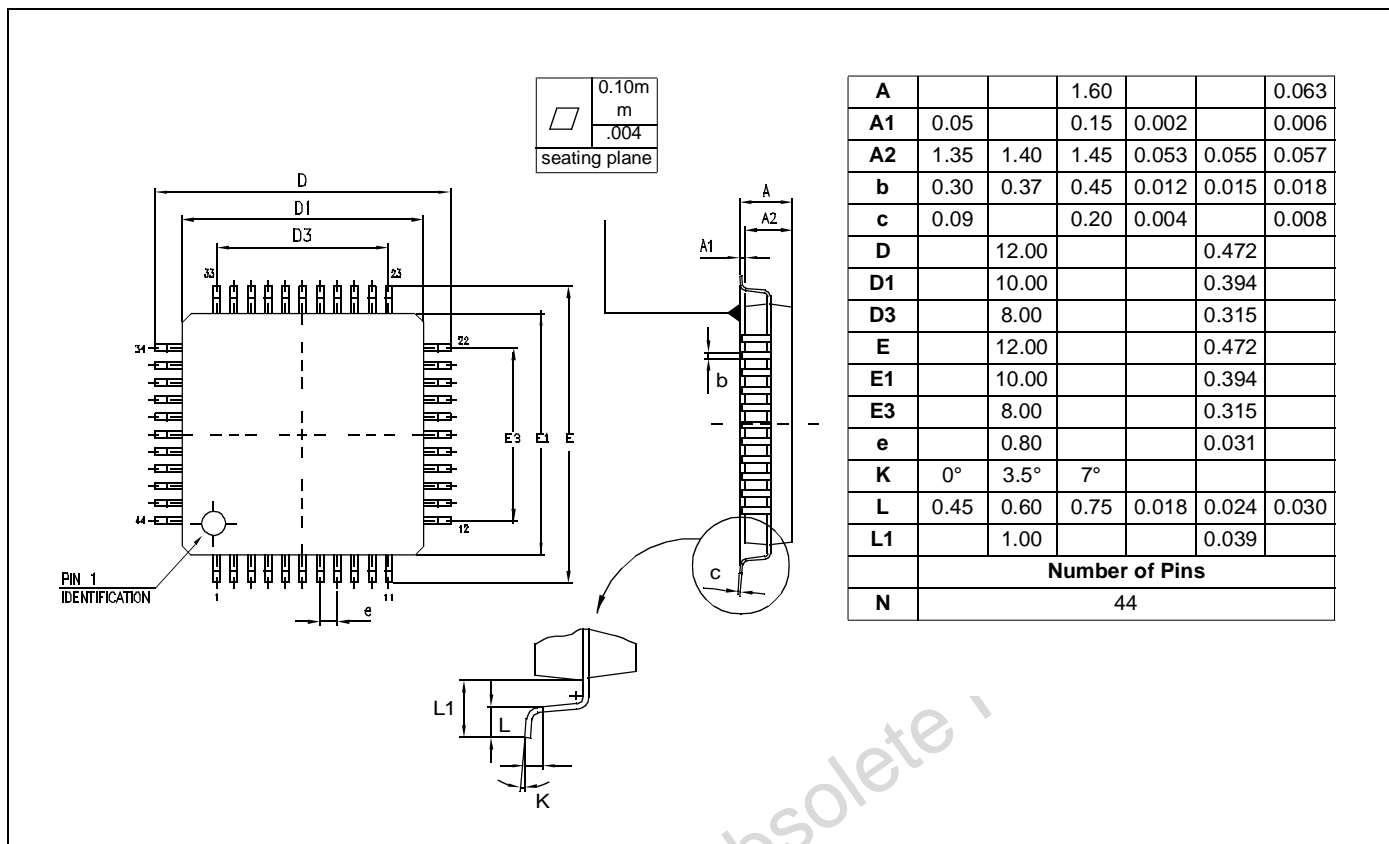 0.10m
m
.004
seating plane
D
D1
D3
33
23
34
22
E3
E1
E
44
12
PIN 1
IDENTIFICATION
1
11
e
A
A2
A1
b
c
L1
L
K
A 1.60 0.063
A1 0.05 0.15 0.002 0.006
A2 1.35 1.40 1.45 0.053 0.055 0.057
b 0.30 0.37 0.45 0.012 0.015 0.018
c 0.09 0.20 0.004 0.008
D 12.00 0.472
D1 10.00 0.394
D3 8.00 0.315
E 12.00 0.472
E1 10.00 0.394
E3 8.00 0.315
e 0.80 0.031
K 0° 3.5° 7°
L 0.45 0.60 0.75 0.018 0.024 0.030
L1 1.00 0.039
Number of Pins
N 44